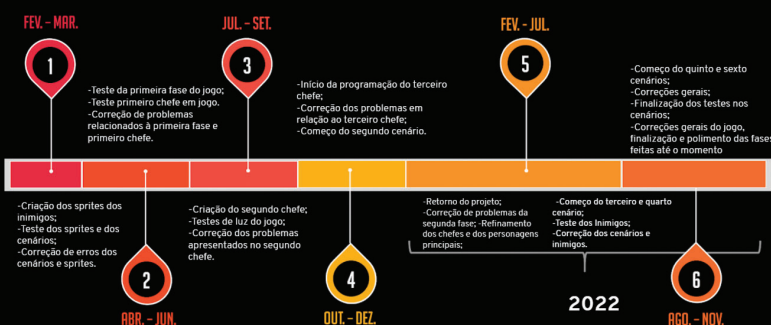 FEV. - MAR.
1
-Criação dos sprites dos
inimigos;
-Teste dos sprites e dos
cenários;
-Correção de erros dos
cenários e sprites.
-Teste da primeira fase do jogo;
-Teste primeiro chefe em jogo.
-Correção de problemas
relacionados à primeira fase e
primeiro chefe.
2
ABR. - JUN.
JUL. - SET.
3
-Criação do segundo chefe;
-Testes de luz do jogo;
-Correção dos problemas
apresentados no segundo
chefe.
-Início da programação do terceiro
chefe;
-Correção dos problemas em
relação ao terceiro chefe;
-Começo do segundo cenário.
4
OUT. - DEZ.
FEV. - JUL.
5
-Retorno do projeto;
-Correção de problemas da
segunda fase; -Refinamento
dos chefes e dos personagens
principais;
-Começo do terceiro e quarto
cenário;
-Teste dos Inimigos;
-Correção dos cenários e
inimigos.
2022
-Começo do quinto e sexto
cenários;
-Correções gerais;
-Finalização dos testes nos
cenários;
-Correções gerais do jogo,
finalização e polimento das fases
feitas até o momento
6
AGO. - NOV.